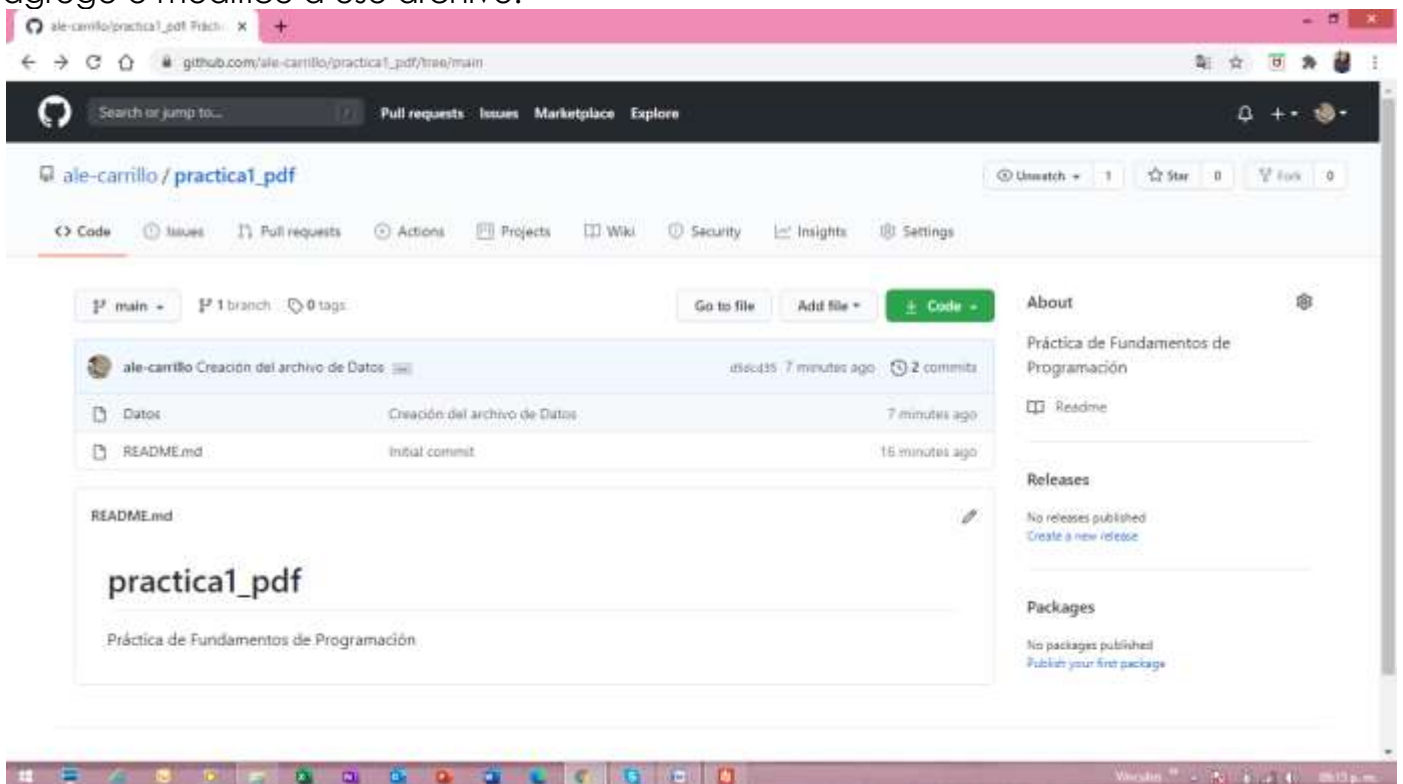 agregó o modificó a ese archivo.
ale-carrillo/practica1_pdf Prácti
github.com/ale-carrillo/practica1_pdf/tree/main
Search or jump to...
Pull requests Issues Marketplace Explore
ale-carrillo / practica1_pdf
Unwatch 1 Star 0 Fork 0
Code Issues Pull requests Actions Projects Wiki Security Insights Settings
main 1 branch 0 tags Go to file Add file Code
ale-carrillo Creación del archivo de Datos 7 minutes ago 2 commits
Datos Creación del archivo de Datos 7 minutes ago
README.md Initial commit 16 minutes ago
README.md
practica1_pdf
Práctica de Fundamentos de Programación
About
Práctica de Fundamentos de
Programación
Readme
Releases
No releases published
Create a new release
Packages
No packages published
Publish your first package